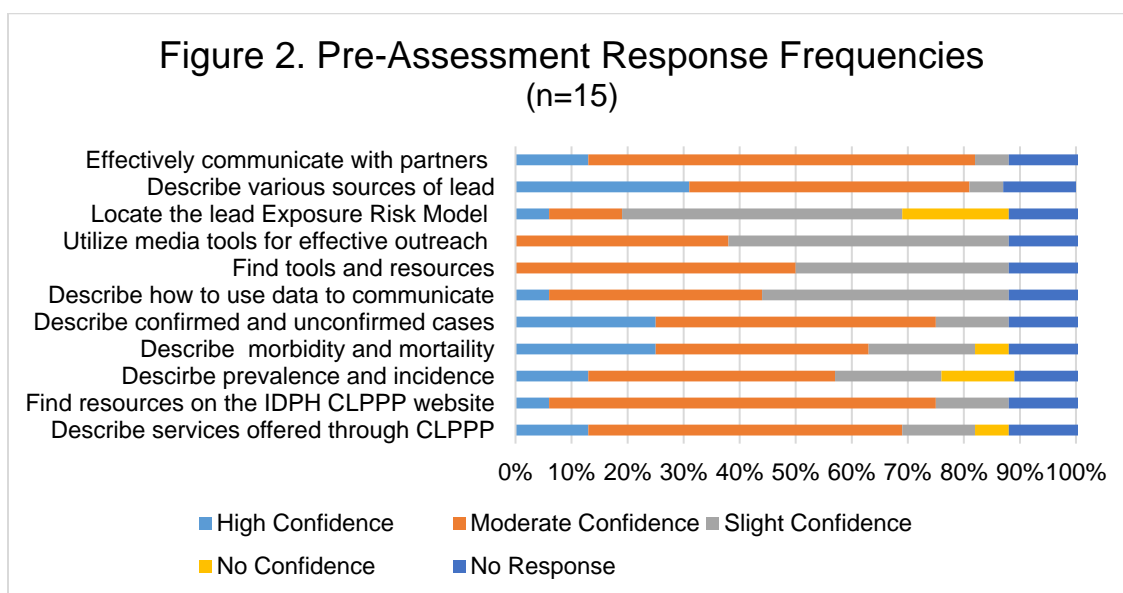 Figure 2. Pre-Assessment Response Frequencies
(n=15)
Effectively communicate with partners
Describe various sources of lead
Locate the lead Exposure Risk Model
Utilize media tools for effective outreach
Find tools and resources
Describe how to use data to communicate
Describe confirmed and unconfirmed cases
Describe morbidity and mortaility
Descirbe prevalence and incidence
Find resources on the IDPH CLPPP website
Describe services offered through CLPPP
0% 10% 20% 30% 40% 50% 60% 70% 80% 90% 100%
High Confidence Moderate Confidence Slight Confidence
No Confidence No Response